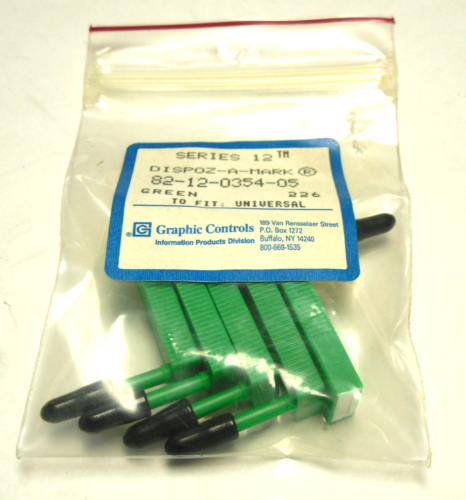 SERIES 12™
DISPOZ-A-MARK®
82-12-0354-05
GREEN 226
TO FIT: UNIVERSAL
® G Graphic Controls
Information Products Division
189 Van Rensselaer Street
P.O. Box 1272
Buffalo, NY 14240
800-669-1535